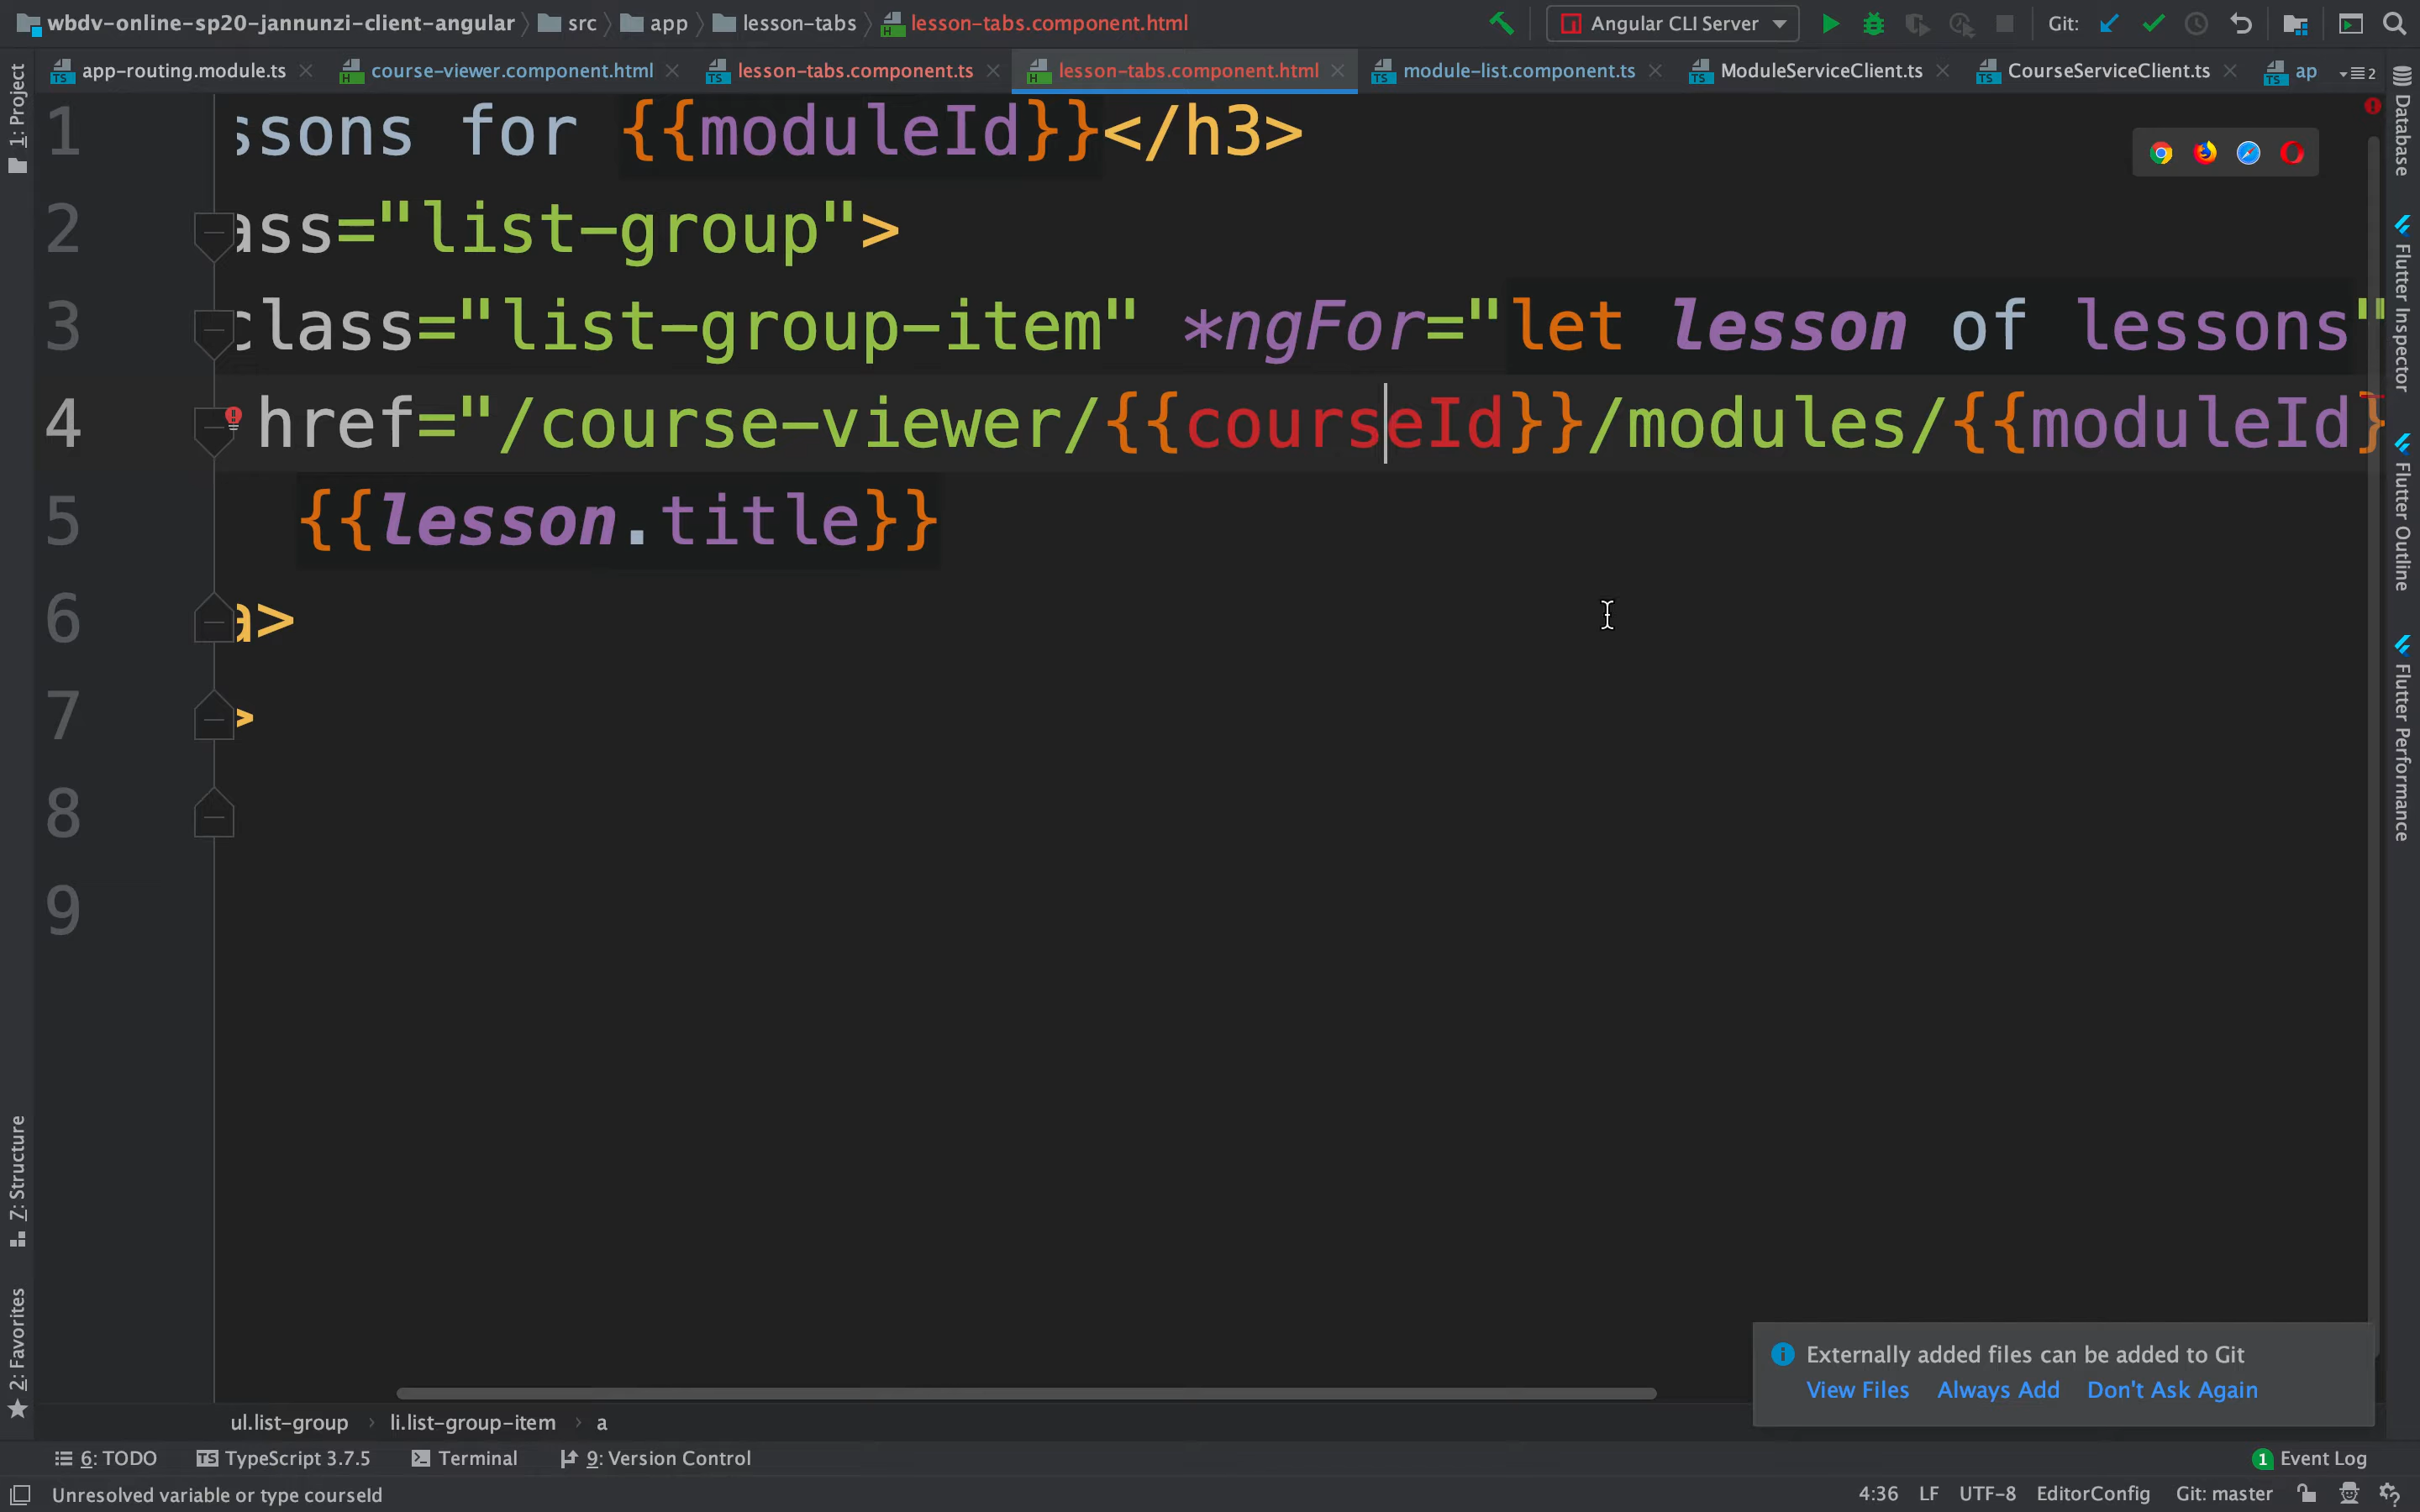 wbdv-online-sp20-jannunzi-client-angular src app lesson-tabs lesson-tabs.component.html Angular CLI Server Git:
app-routing.module.ts course-viewer.component.html lesson-tabs.component.ts lesson-tabs.component.html module-list.component.ts ModuleServiceClient.ts CourseServiceClient.ts ap 2
1: Project
Database
Flutter Inspector
Flutter Outline
Flutter Performance
1 ssons for {{moduleId}}</h3>
2 ass="list-group">
3 class="list-group-item" *ngFor="let lesson of lessons"
4 href="/course-viewer/{{courseId}}/modules/{{moduleId}
5 {{lesson.title}}
6 a>
7 >
8
9
Z: Structure
2: Favorites
Externally added files can be added to Git
View Files Always Add Don't Ask Again
ul.list-group li.list-group-item a
6: TODO TypeScript 3.7.5 Terminal 9: Version Control 1 Event Log
Unresolved variable or type courseId 4:36 LF UTF-8 EditorConfig Git: master